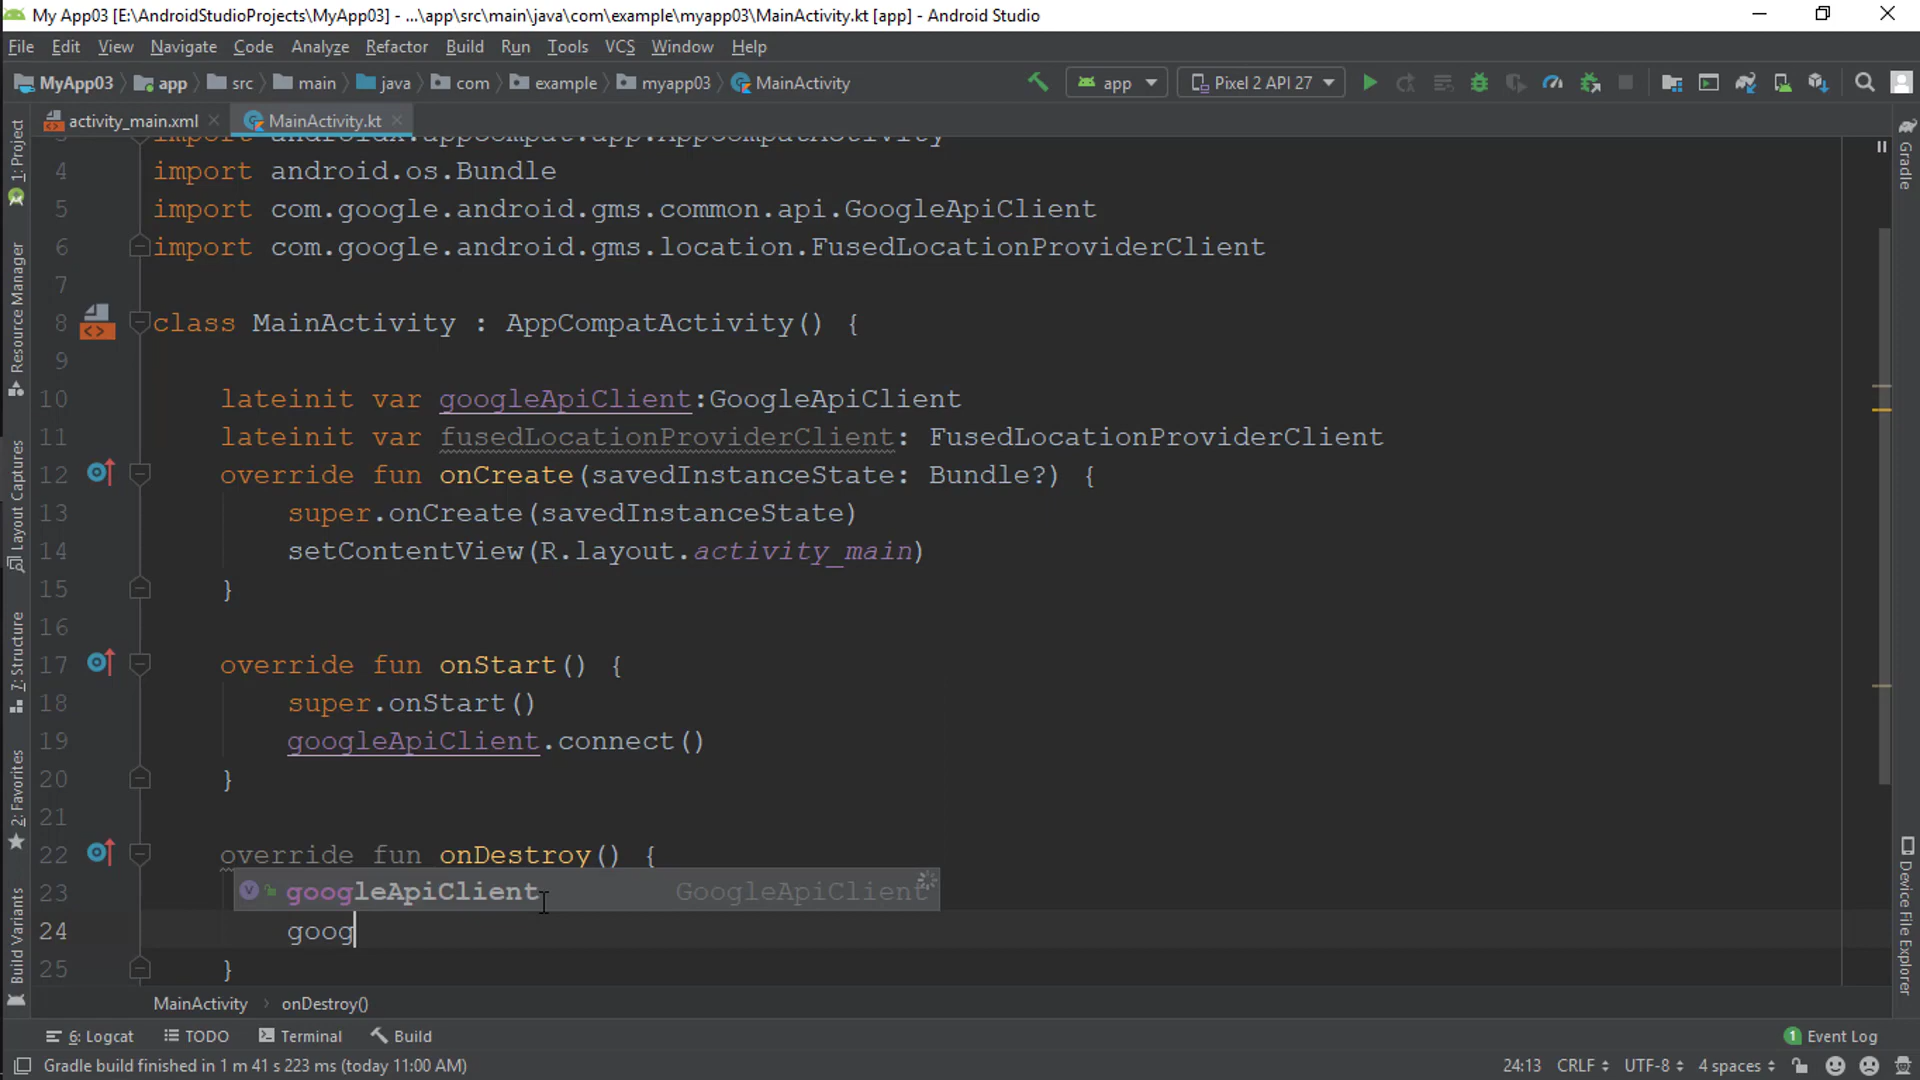 My App03 [E:\AndroidStudioProjects\MyApp03] - ...\app\src\main\java\com\example\myapp03\MainActivity.kt [app] - Android Studio
File Edit View Navigate Code Analyze Refactor Build Run Tools VCS Window Help
MyApp03 app src main java com example myapp03 MainActivity app Pixel 2 API 27
activity_main.xml MainActivity.kt
import androidx.appcompat.app.AppCompatActivity
4 import android.os.Bundle
5 import com.google.android.gms.common.api.GoogleApiClient
6 import com.google.android.gms.location.FusedLocationProviderClient
7
8 class MainActivity : AppCompatActivity() {
9
10 lateinit var googleApiClient:GoogleApiClient
11 lateinit var fusedLocationProviderClient: FusedLocationProviderClient
12 override fun onCreate(savedInstanceState: Bundle?) {
13 super.onCreate(savedInstanceState)
14 setContentView(R.layout.activity_main)
15 }
16
17 override fun onStart() {
18 super.onStart()
19 googleApiClient.connect()
20 }
21
22 override fun onDestroy() {
23 googleApiClient GoogleApiClient
24 goog
25 }
MainActivity onDestroy()
6: Logcat TODO Terminal Build 1 Event Log
Gradle build finished in 1 m 41 s 223 ms (today 11:00 AM) 24:13 CRLF UTF-8 4 spaces
1: Project
Resource Manager
Layout Captures
7: Structure
2: Favorites
Build Variants
Gradle
Device File Explorer